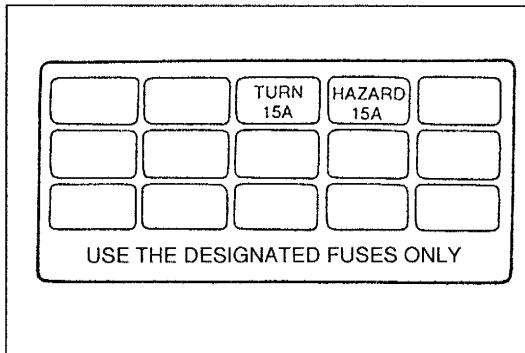 TURN
15A
HAZARD
15A
USE THE DESIGNATED FUSES ONLY